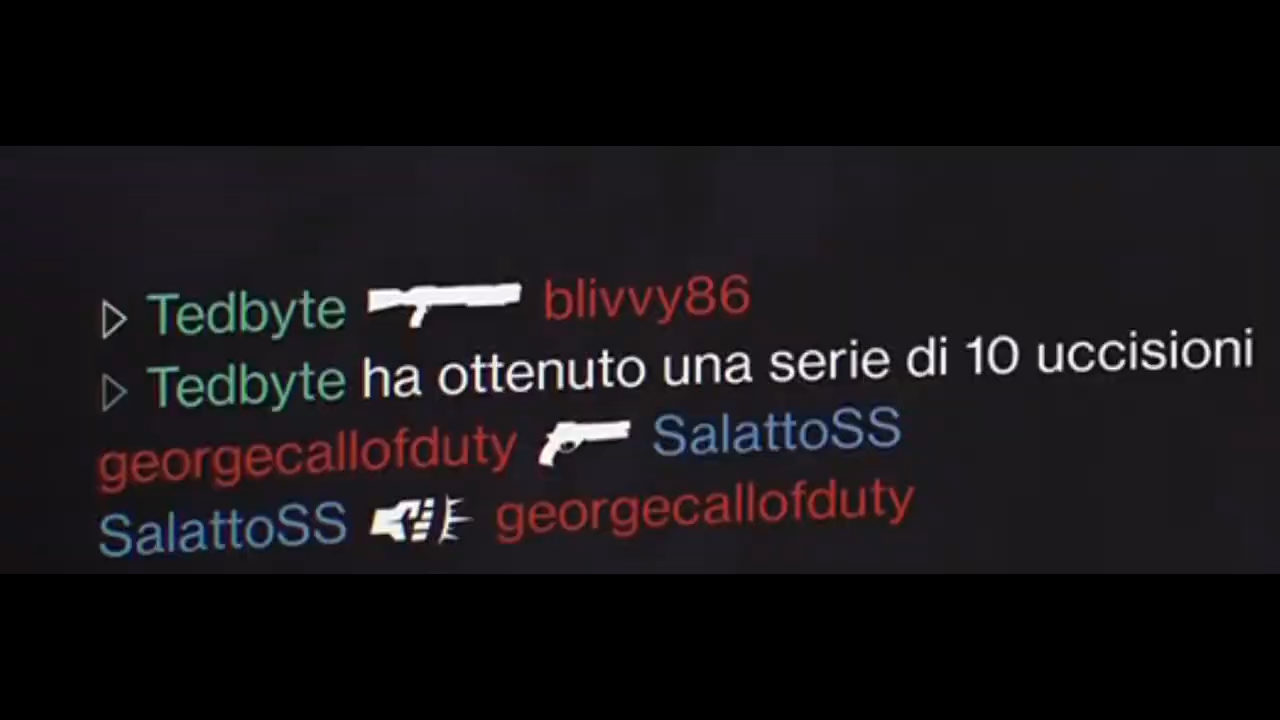 Tedbyte blivvy86
Tedbyte ha ottenuto una serie di 10 uccisioni
georgecallofduty SalattoSS
SalattoSS georgecallofduty